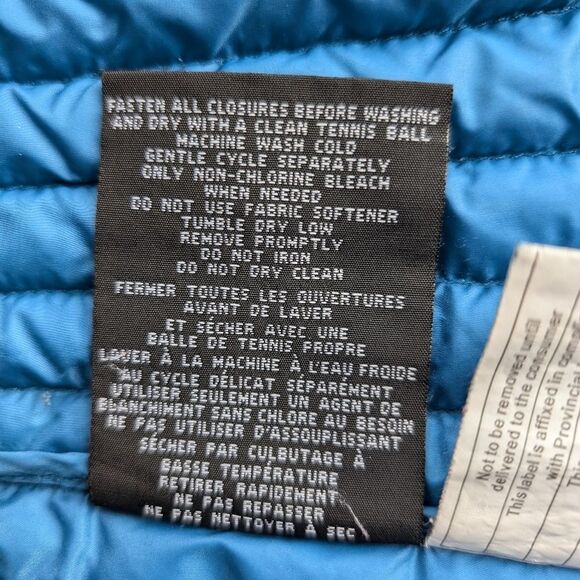 FASTEN ALL CLOSURES BEFORE WASHING
AND DRY WITH A CLEAN TENNIS BALL
MACHINE WASH COLD
GENTLE CYCLE SEPARATELY
ONLY NON-CHLORINE BLEACH
WHEN NEEDED
DO NOT USE FABRIC SOFTENER
TUMBLE DRY LOW
REMOVE PROMPTLY
DO NOT IRON
DO NOT DRY CLEAN
FERMER TOUTES LES OUVERTURES
AVANT DE LAVER
ET SÉCHER AVEC UNE
BALLE DE TENNIS PROPRE
LAVER À LA MACHINE À L'EAU FROIDE
AU CYCLE DÉLICAT SÉPARÉMENT
UTILISER SEULEMENT UN AGENT DE
BLANCHIMENT SANS CHLORE AU BESOIN
NE PAS UTILISER D'ASSOUPLISSANT
SÉCHER PAR CULBUTAGE À
BASSE TEMPÉRATURE
RETIRER RAPIDEMENT
NE PAS REPASSER
NE PAS NETTOYER À SEC
Not to be removed until
delivered to the consumer
This label is affixed in
with Provincial